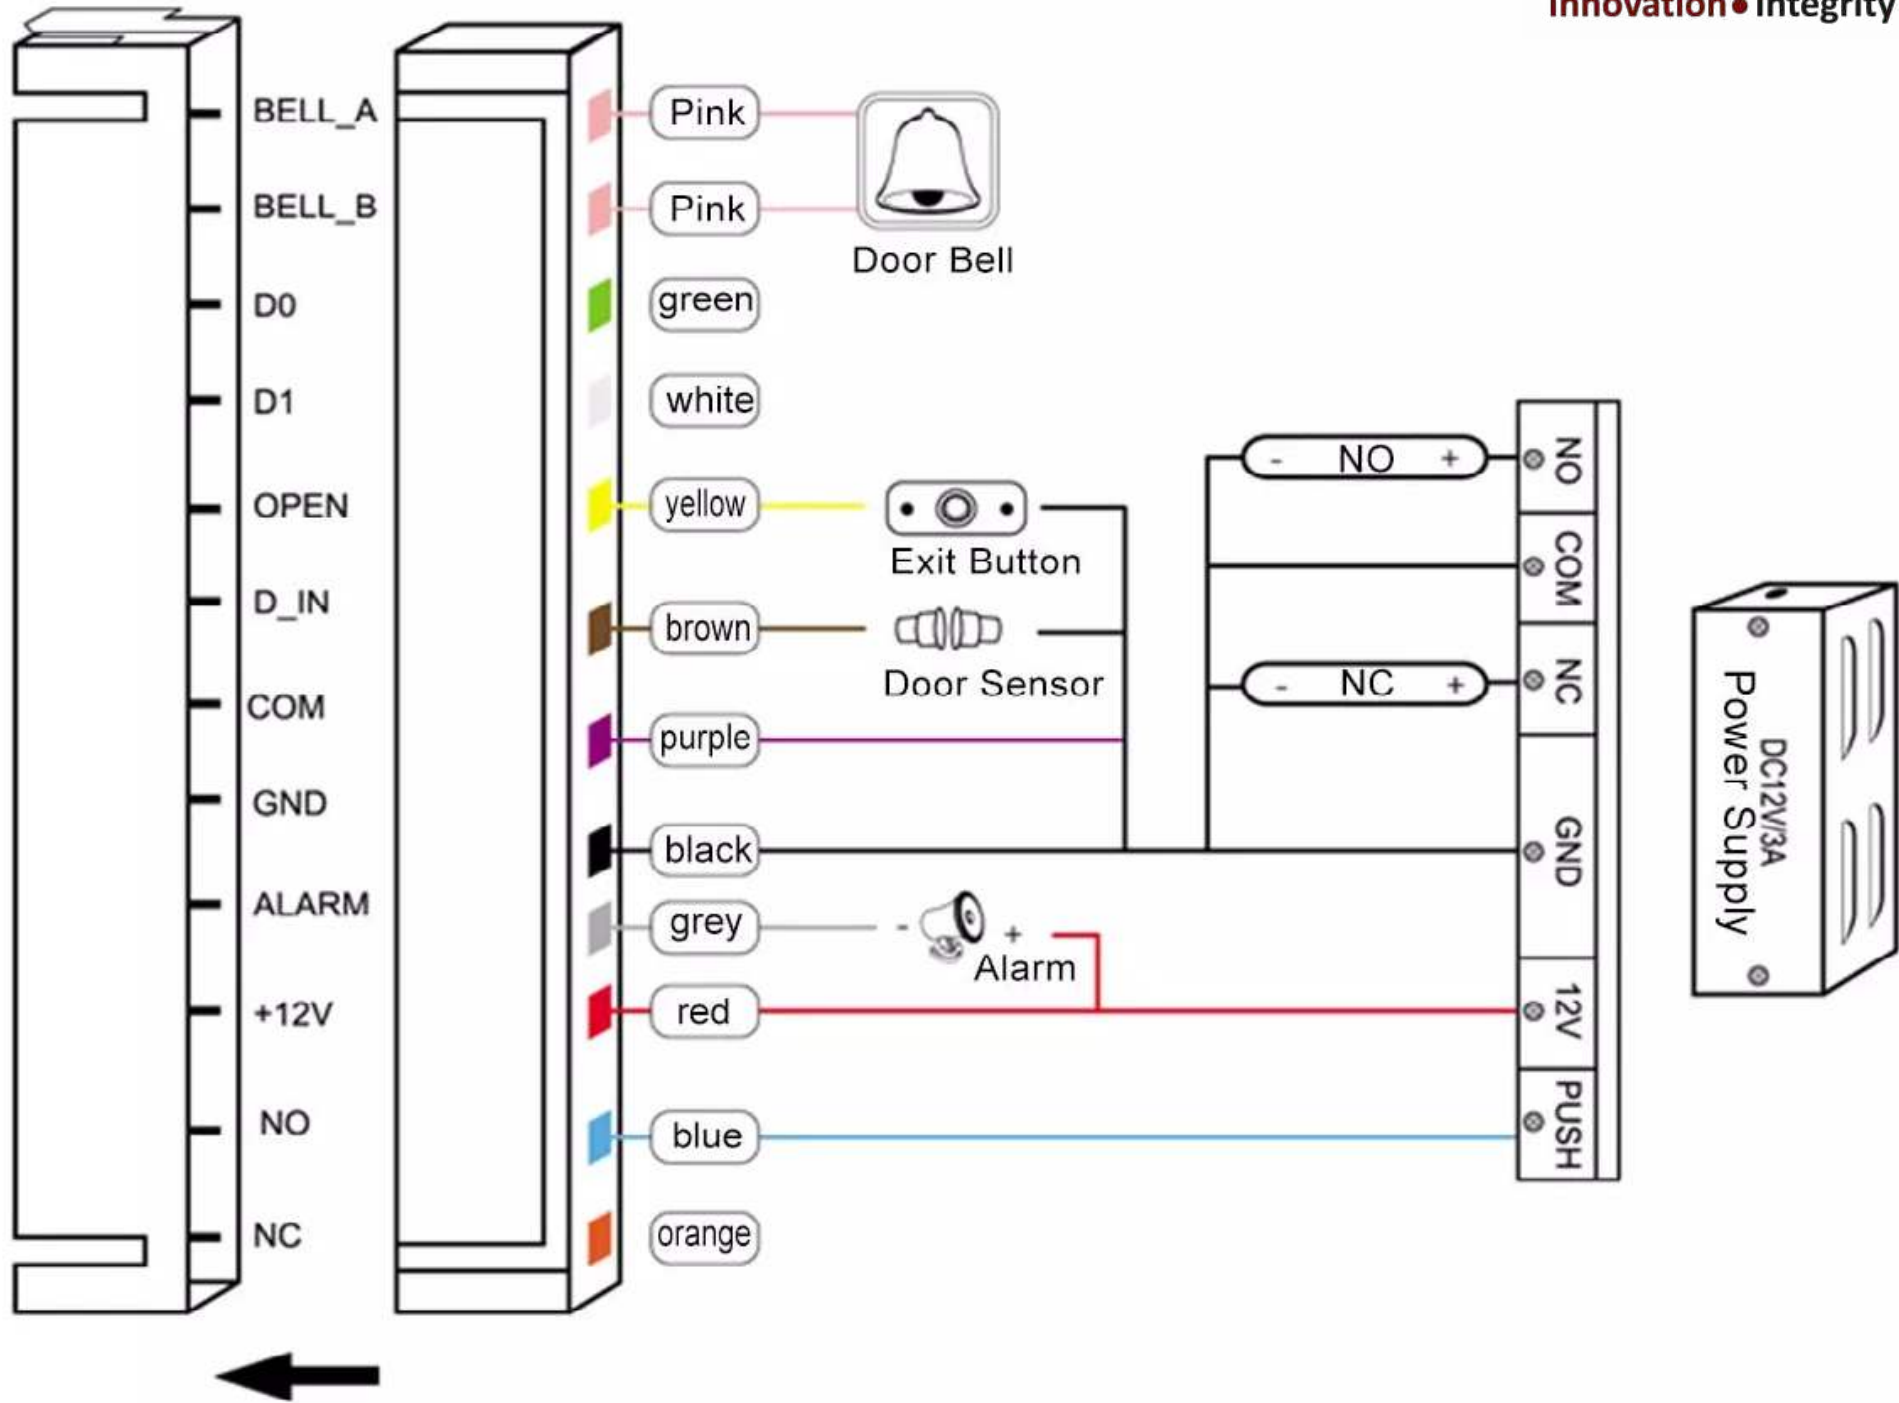 Innovation●Integrity
BELL_A
BELL_B
D0
D1
OPEN
D_IN
COM
GND
ALARM
+12V
NO
NC
Pink
Pink
green
white
yellow
brown
purple
black
grey
red
blue
orange
Door Bell
Exit Button
Door Sensor
- +
Alarm
- NO +
- NC +
NO
COM
NC
GND
12V
PUSH
DC12V/3A
Power Supply